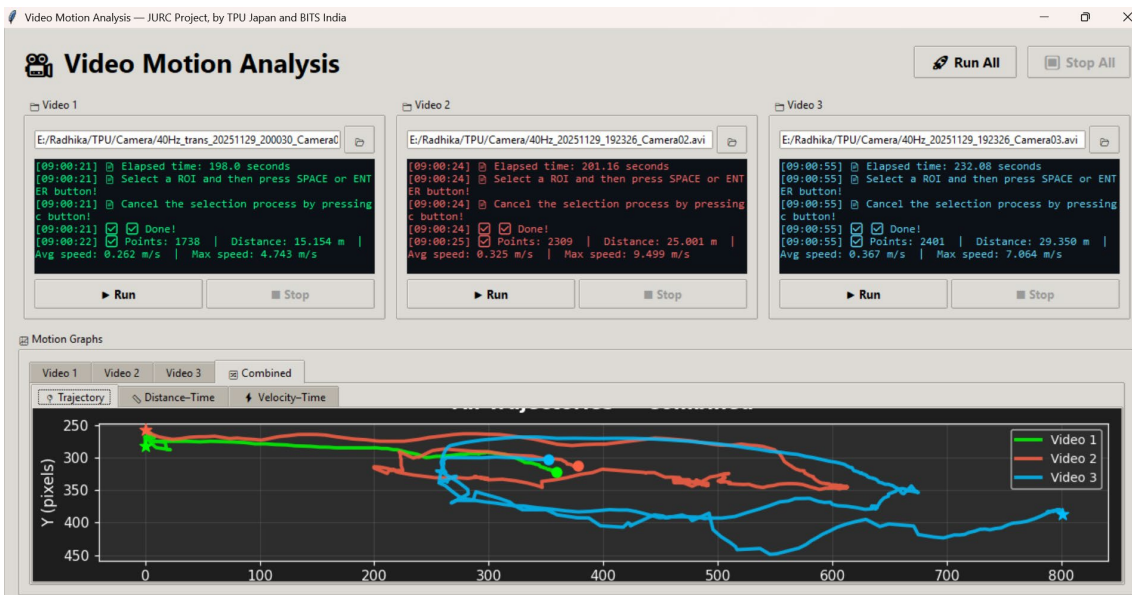 Video Motion Analysis — JURC Project, by TPU Japan and BITS India
Video Motion Analysis
Run All
Stop All
Video 1
E:/Radhika/TPU/Camera/40Hz_trans_20251129_200030_Camera0
[09:00:21] Elapsed time: 198.0 seconds
[09:00:21] Select a ROI and then press SPACE or ENT
ER button!
[09:00:21] Cancel the selection process by pressing
c button!
[09:00:21] Done!
[09:00:22] Points: 1738 | Distance: 15.154 m |
Avg speed: 0.262 m/s | Max speed: 4.743 m/s
Run
Stop
Video 2
E:/Radhika/TPU/Camera/40Hz_20251129_192326_Camera02.avi
[09:00:24] Elapsed time: 201.16 seconds
[09:00:24] Select a ROI and then press SPACE or ENT
ER button!
[09:00:24] Cancel the selection process by pressing
c button!
[09:00:24] Done!
[09:00:25] Points: 2309 | Distance: 25.001 m |
Avg speed: 0.325 m/s | Max speed: 9.499 m/s
Run
Stop
Video 3
E:/Radhika/TPU/Camera/40Hz_20251129_192326_Camera03.avi
[09:00:55] Elapsed time: 232.08 seconds
[09:00:55] Select a ROI and then press SPACE or ENT
ER button!
[09:00:55] Cancel the selection process by pressing
c button!
[09:00:55] Done!
[09:00:55] Points: 2401 | Distance: 29.350 m |
Avg speed: 0.367 m/s | Max speed: 7.064 m/s
Run
Stop
Motion Graphs
Video 1 Video 2 Video 3 Combined
Trajectory Distance–Time Velocity–Time
Y (pixels)
250
300
350
400
450
0 100 200 300 400 500 600 700 800
Video 1
Video 2
Video 3